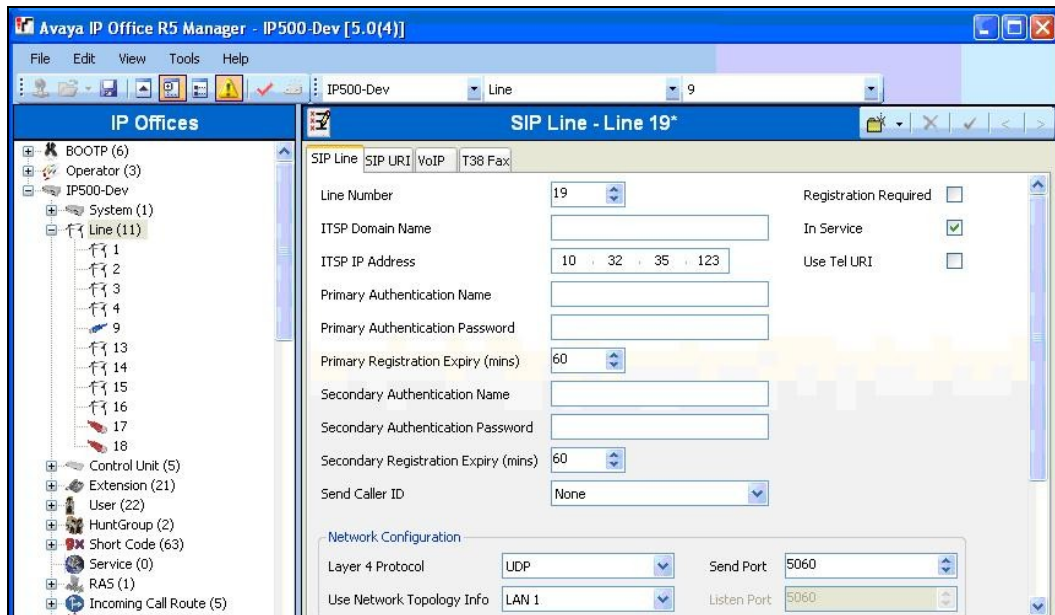 Avaya IP Office R5 Manager - IP500-Dev [5.0(4)]
File Edit View Tools Help
IP500-Dev Line 9
IP Offices
BOOTP (6)
Operator (3)
IP500-Dev
System (1)
Line (11)
1
2
3
4
9
13
14
15
16
17
18
Control Unit (5)
Extension (21)
User (22)
HuntGroup (2)
Short Code (63)
Service (0)
RAS (1)
Incoming Call Route (5)
SIP Line - Line 19*
SIP Line SIP URI VoIP T38 Fax
Line Number 19 Registration Required
ITSP Domain Name In Service
ITSP IP Address 10 . 32 . 35 . 123 Use Tel URI
Primary Authentication Name
Primary Authentication Password
Primary Registration Expiry (mins) 60
Secondary Authentication Name
Secondary Authentication Password
Secondary Registration Expiry (mins) 60
Send Caller ID None
Network Configuration
Layer 4 Protocol UDP Send Port 5060
Use Network Topology Info LAN 1 Listen Port 5060